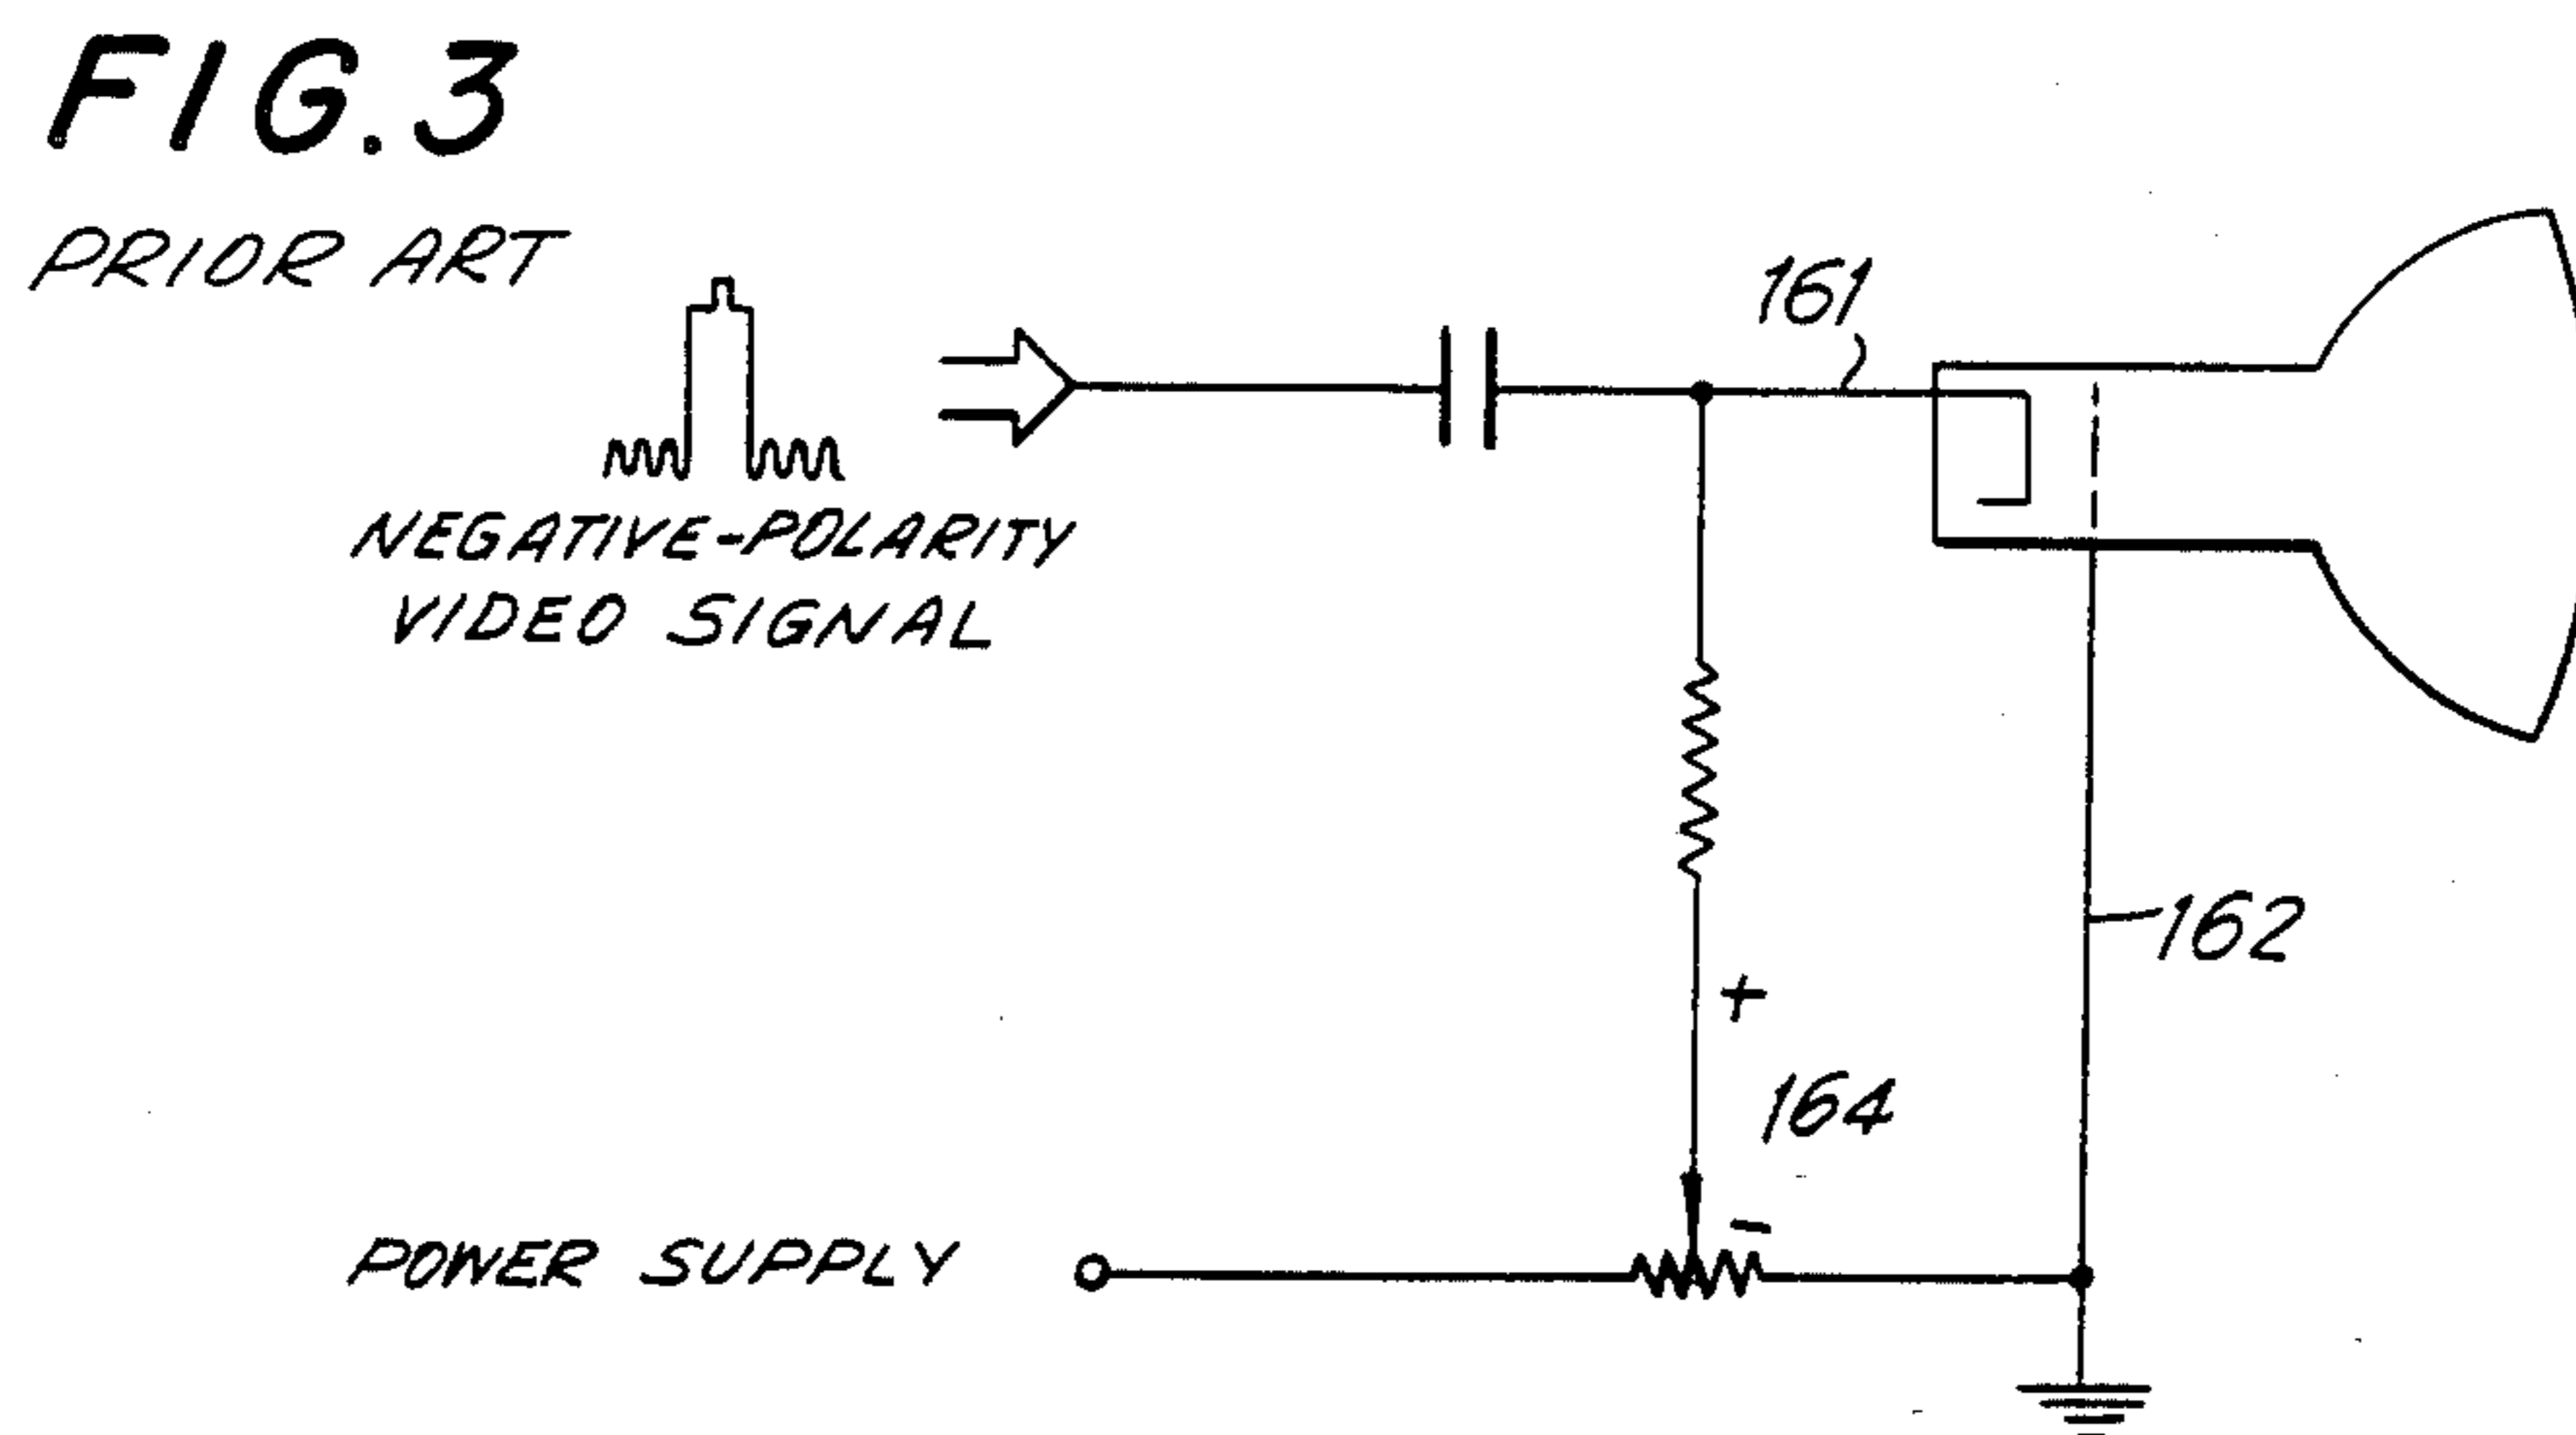 FIG.3
PRIOR ART
161
NEGATIVE-POLARITY
VIDEO SIGNAL
162
+
164
-
POWER SUPPLY